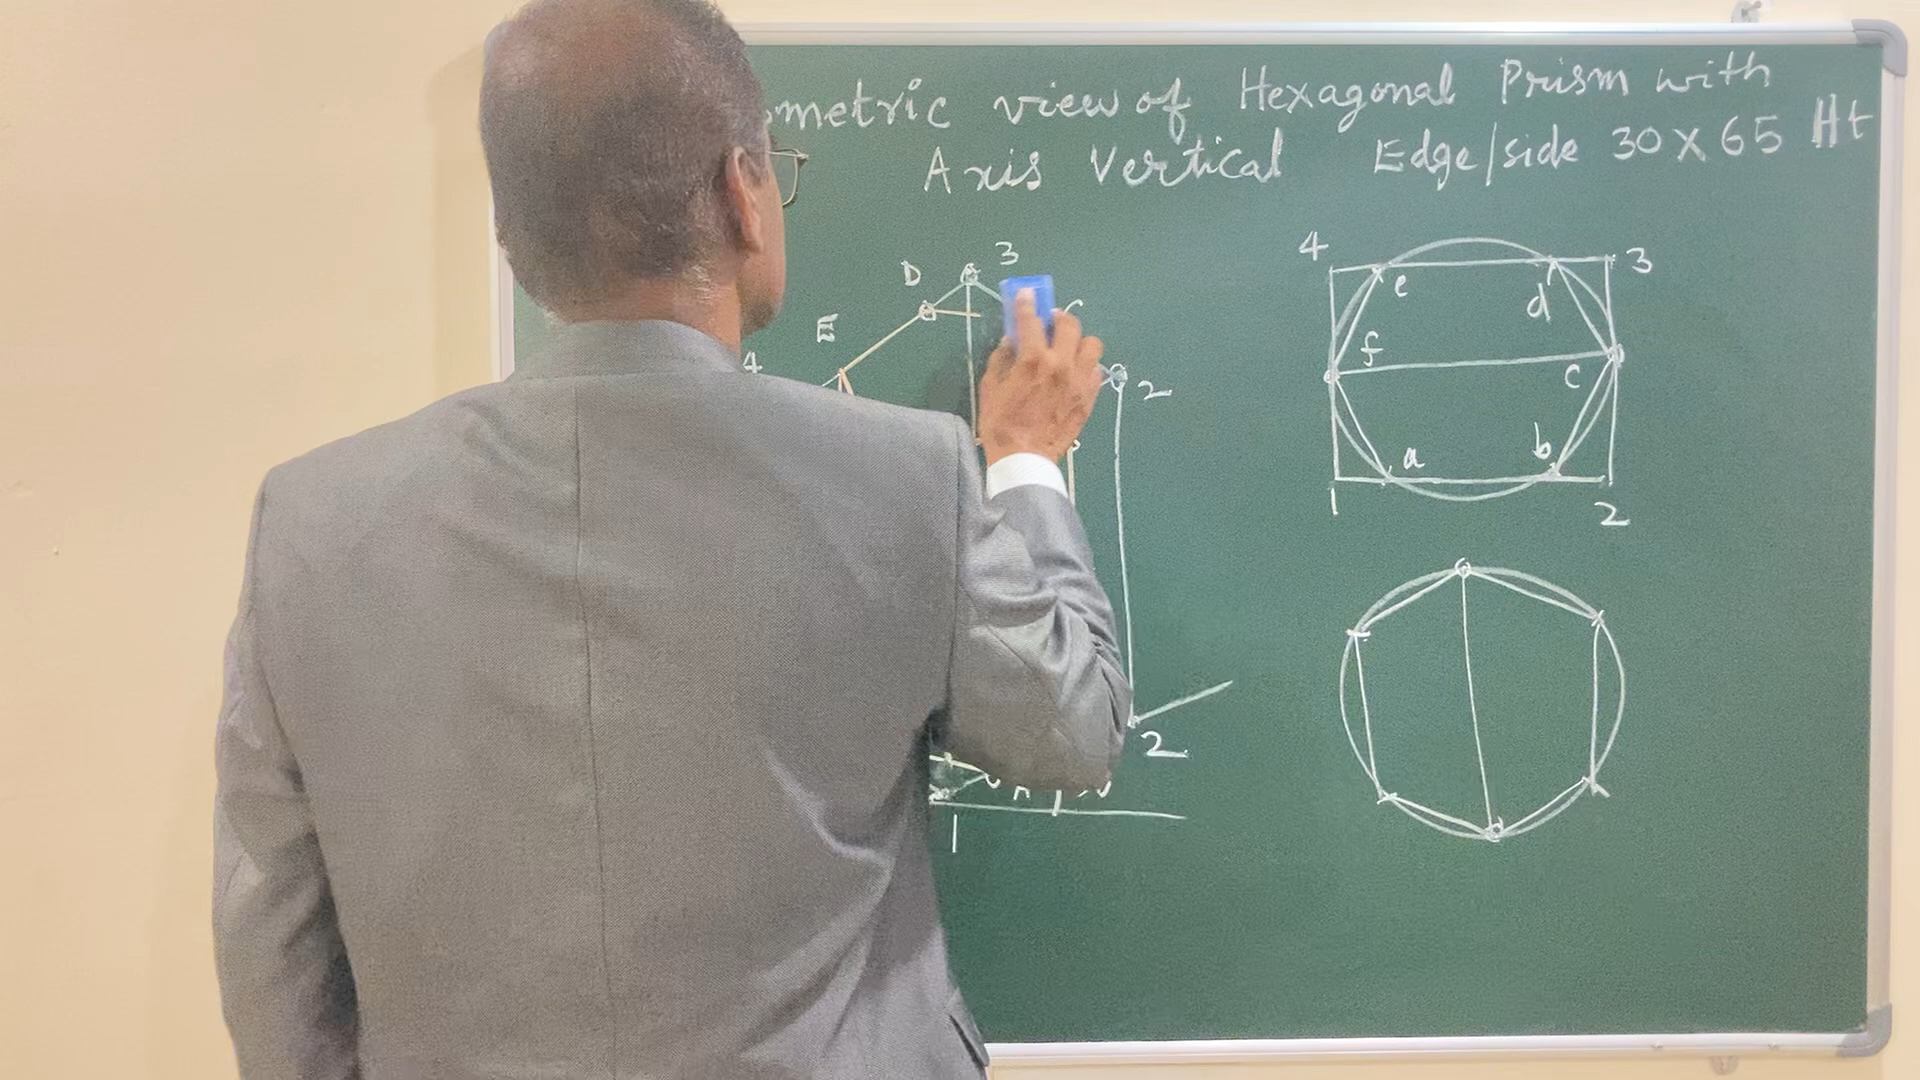 ometric view of Hexagonal Prism with
Axis Vertical Edge/side 30 X 65 Ht
3
D
C
E
4
2
2
1
4
3
e
d
f
c
a
b
1
2